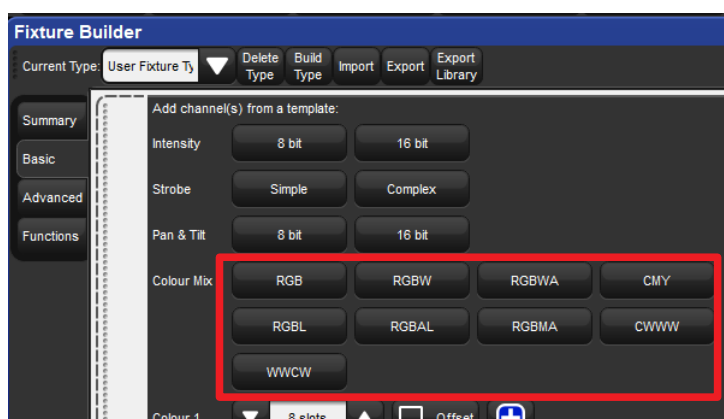 Fixture Builder
Current Type: User Fixture Ty Delete Type Build Type Import Export Export Library
Summary
Basic
Advanced
Functions
Add channel(s) from a template:
Intensity 8 bit 16 bit
Strobe Simple Complex
Pan & Tilt 8 bit 16 bit
Colour Mix RGB RGBW RGBWA CMY
RGBL RGBAL RGBMA CWWW
WWCW
Colour 1 8 slots Offset